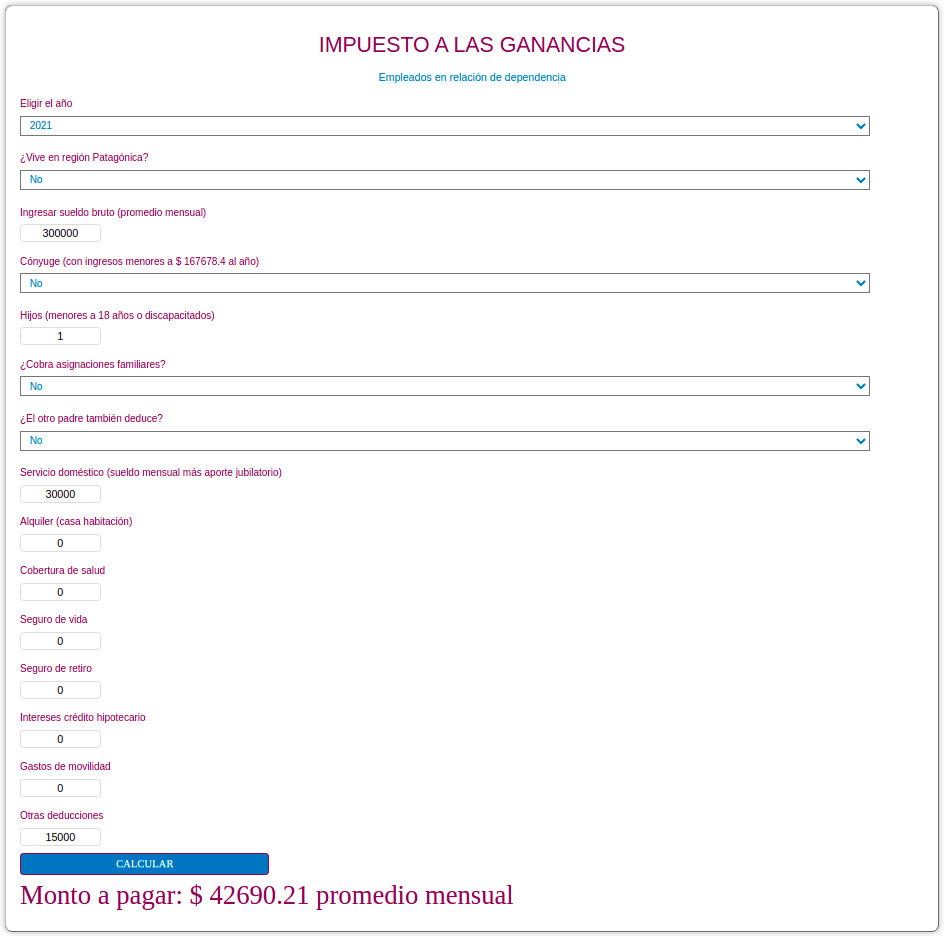 IMPUESTO A LAS GANANCIAS
Empleados en relación de dependencia
Eligir el año
2021
¿Vive en región Patagónica?
No
Ingresar sueldo bruto (promedio mensual)
300000
Cónyuge (con ingresos menores a $ 167678.4 al año)
No
Hijos (menores a 18 años o discapacitados)
1
¿Cobra asignaciones familiares?
No
¿El otro padre también deduce?
No
Servicio doméstico (sueldo mensual más aporte jubilatorio)
30000
Alquiler (casa habitación)
0
Cobertura de salud
0
Seguro de vida
0
Seguro de retiro
0
Intereses crédito hipotecario
0
Gastos de movilidad
0
Otras deducciones
15000
CALCULAR
Monto a pagar: $ 42690.21 promedio mensual